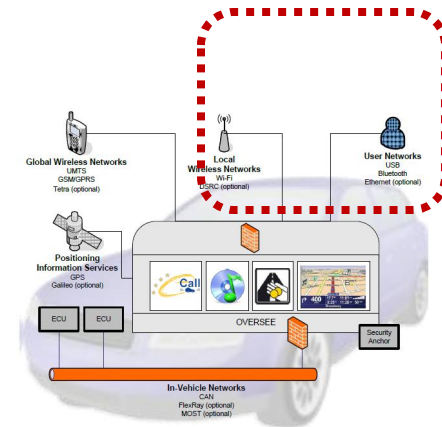 Global Wireless Networks
UMTS
GSM/GPRS
Tetra (optional)
Local
Wireless Networks
Wi-Fi
DSRC (optional)
User Networks
USB
Bluetooth
Ethernet (optional)
Positioning
Information Services
GPS
Galileo (optional)
Call
400
ECU
ECU
OVERSEE
Security
Anchor
In-Vehicle Networks
CAN
FlexRay (optional)
MOST (optional)